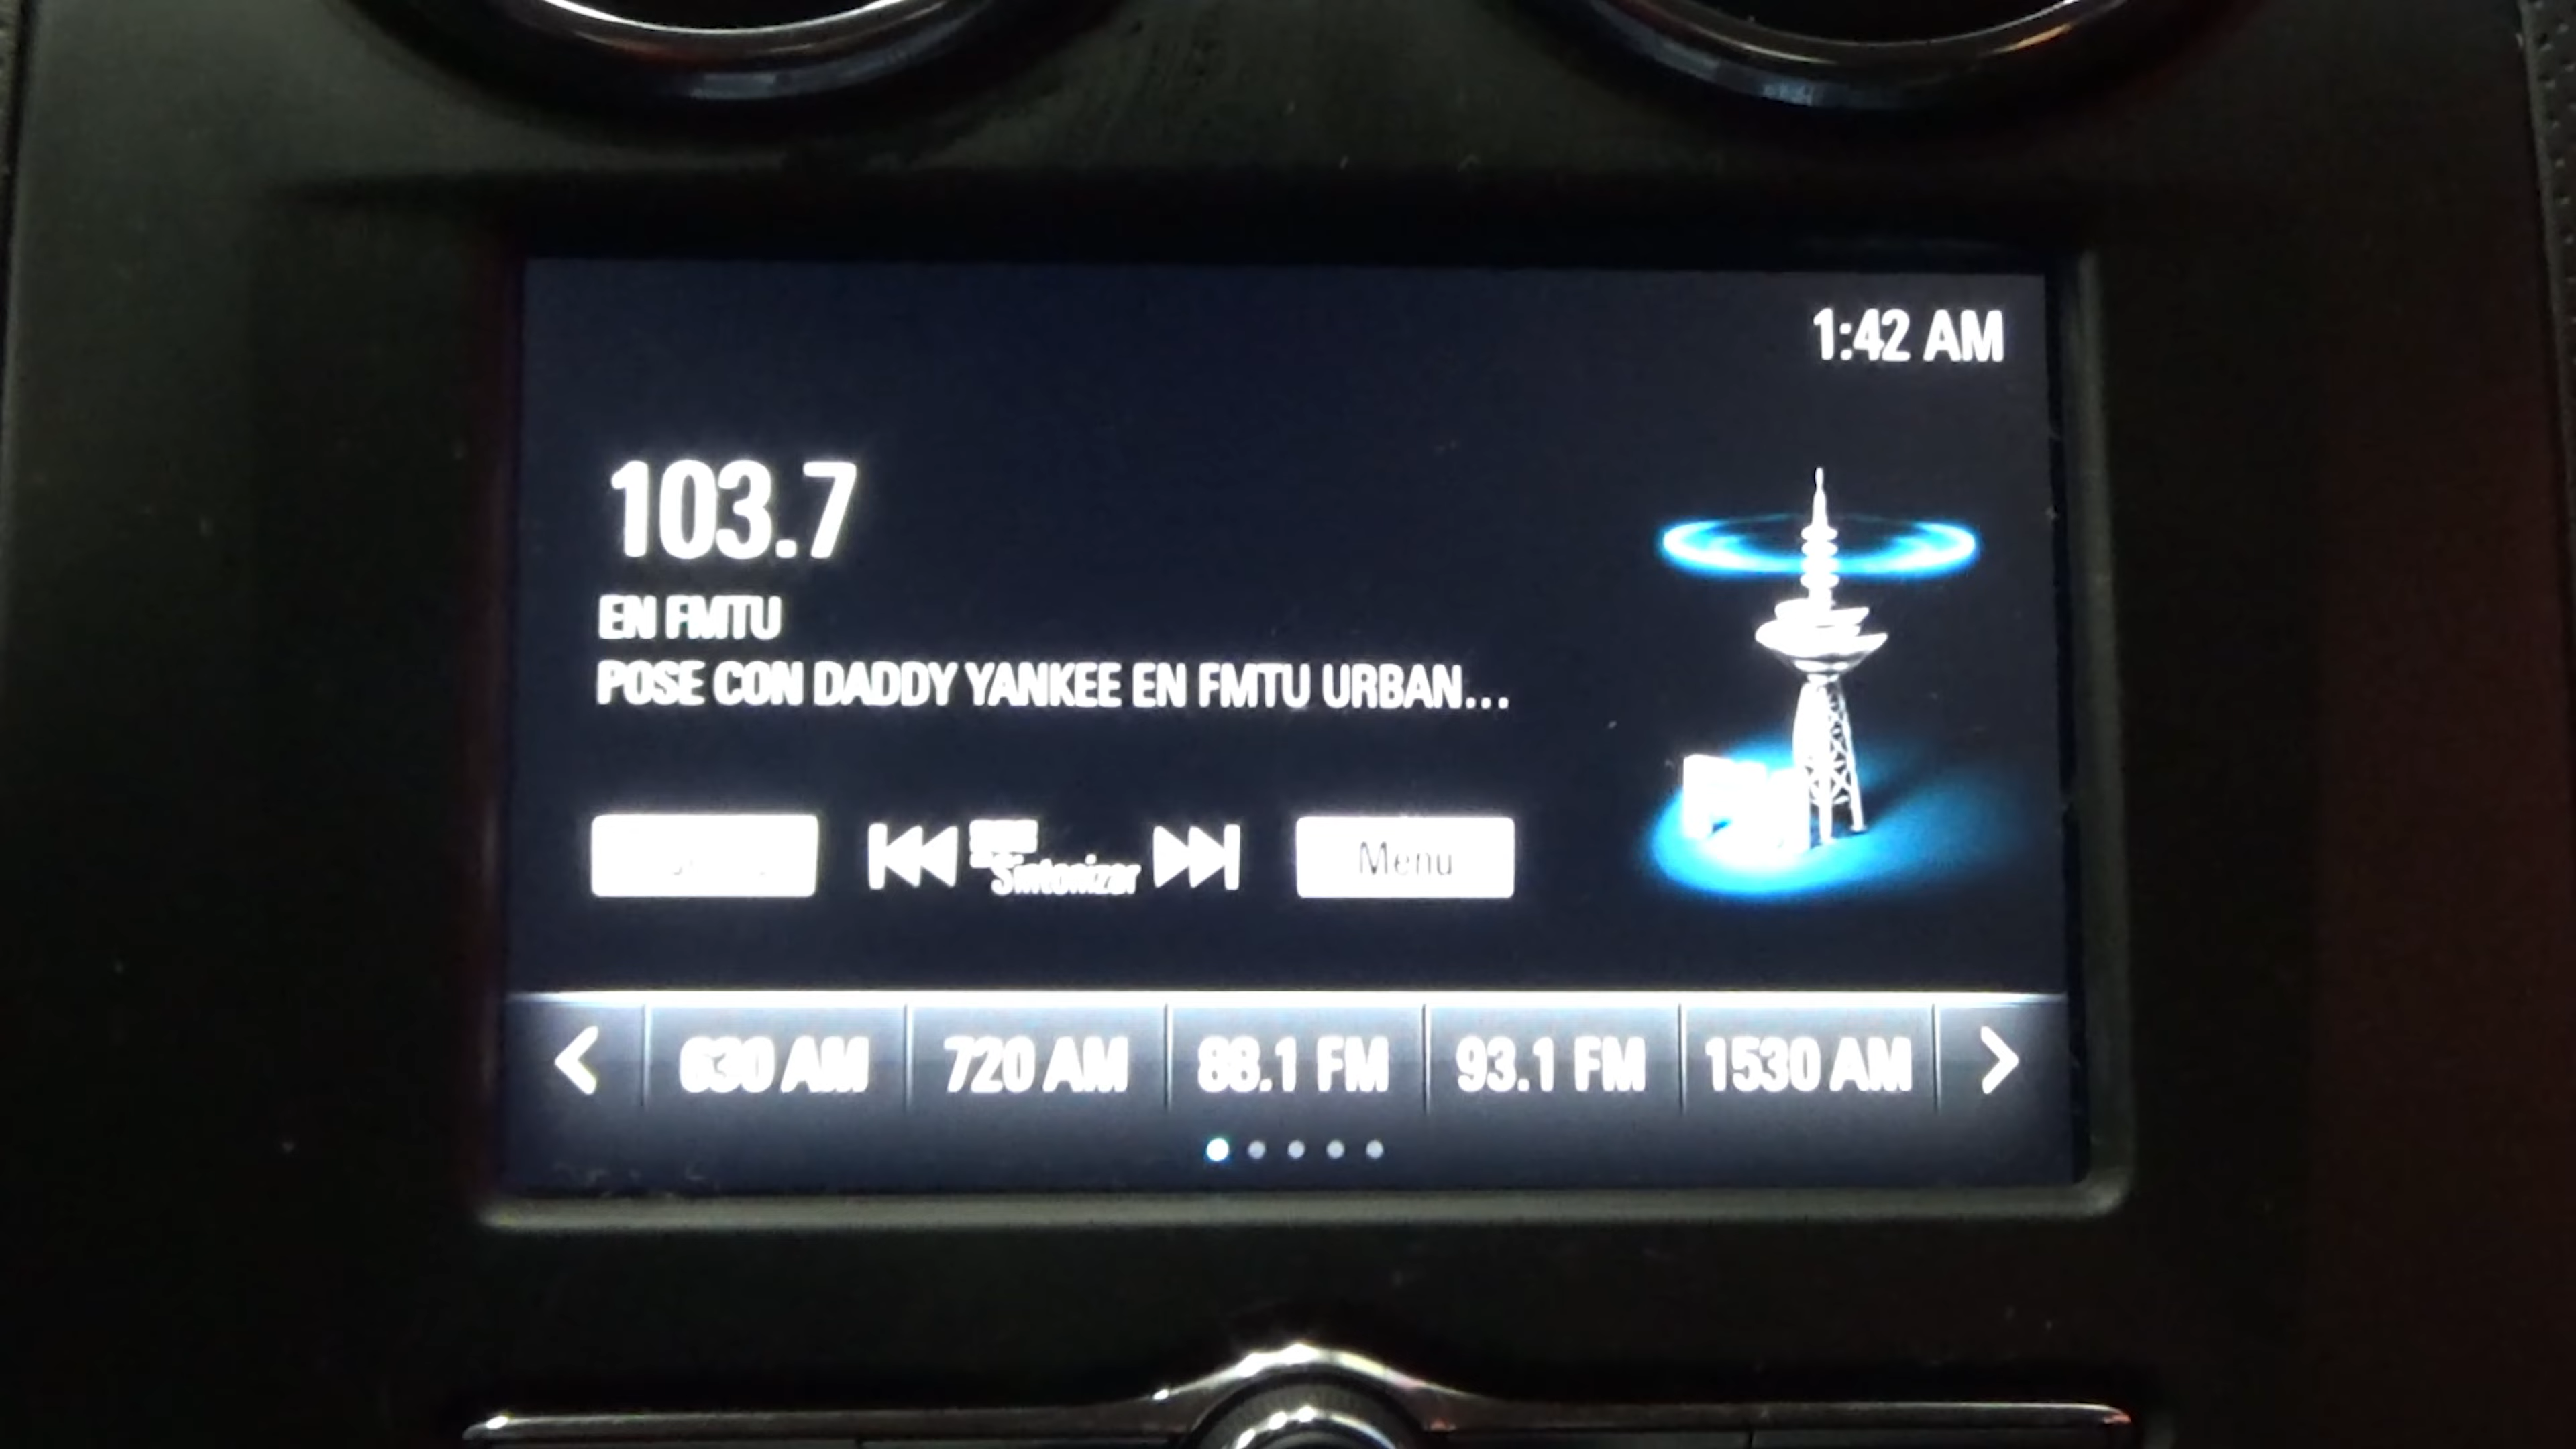 1:42 AM
103.7
EN FMTU
POSE CON DADDY YANKEE EN FMTU URBAN...
Sintonizar
Menu
630 AM
720 AM
88.1 FM
93.1 FM
1530 AM